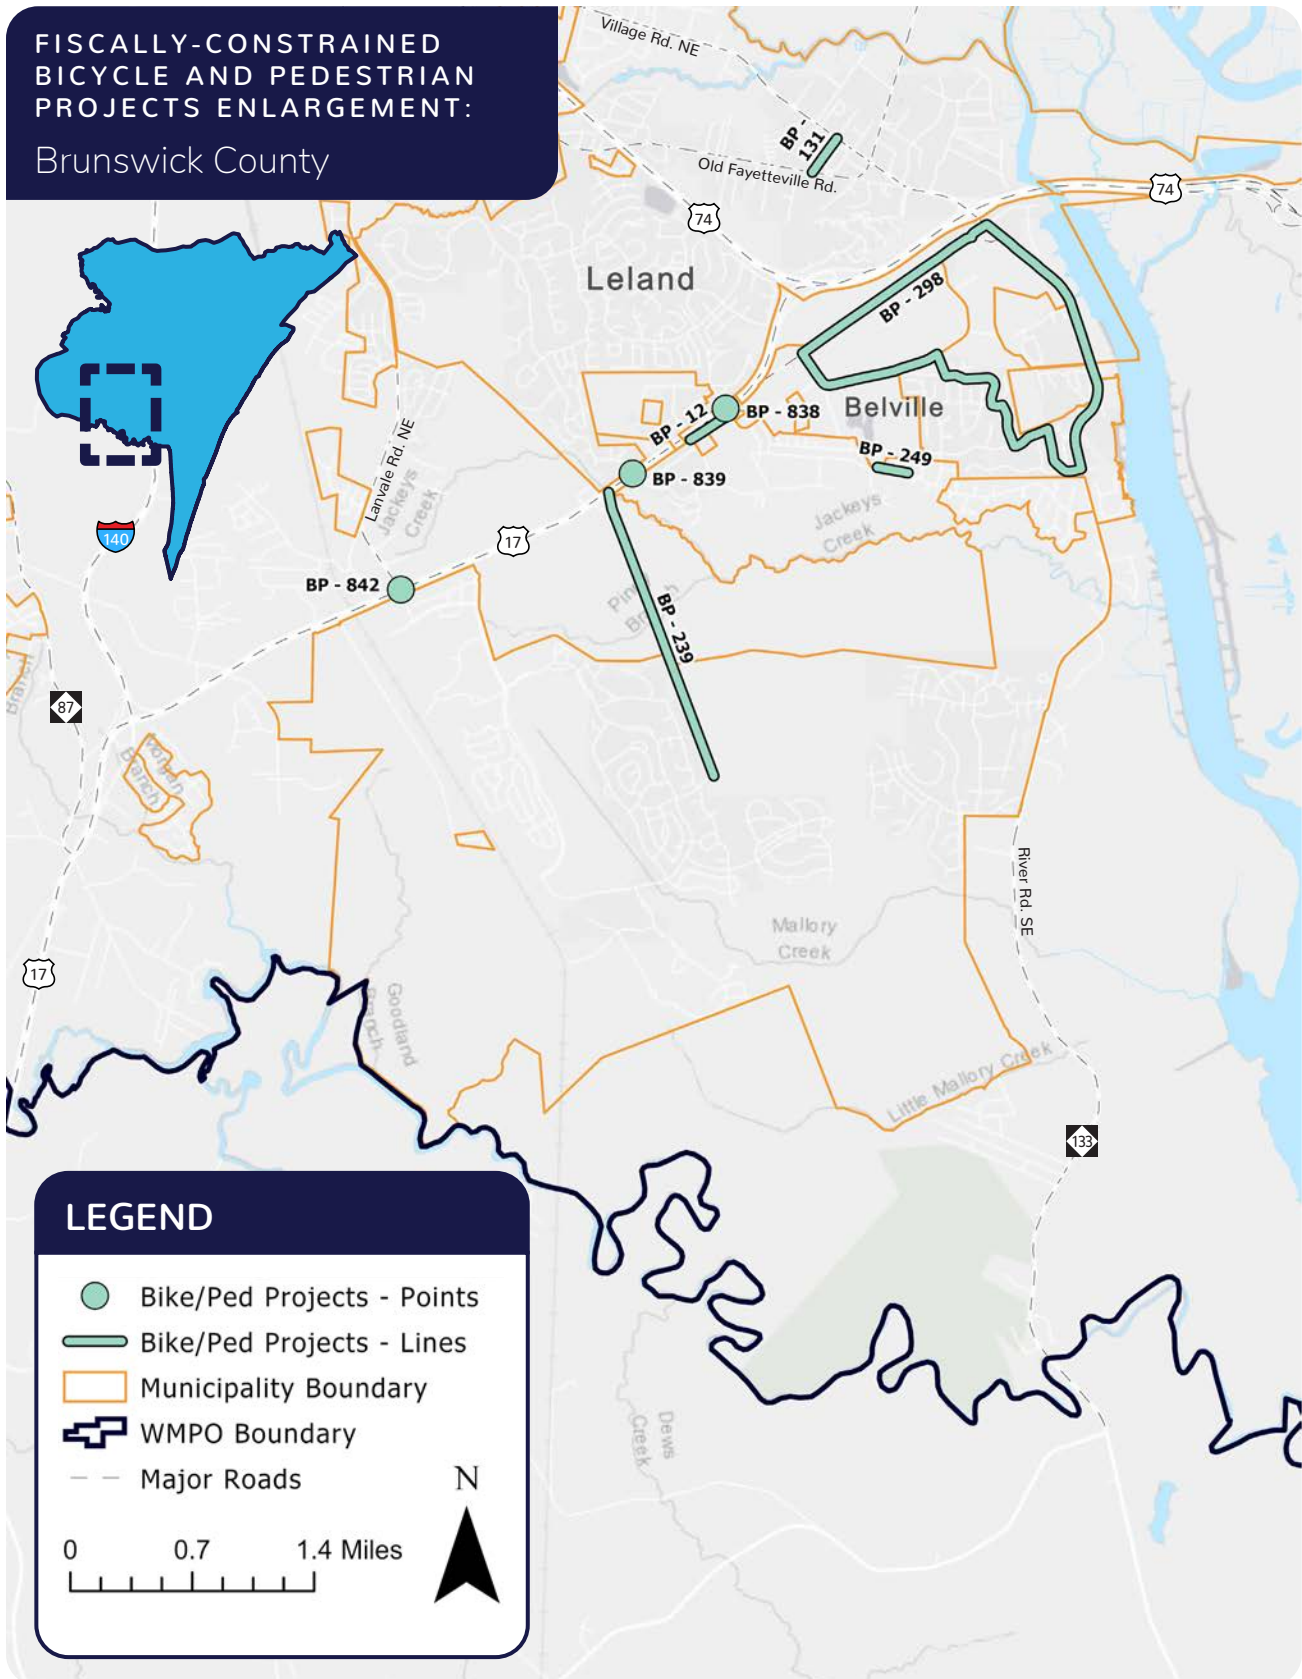 FISCALLY-CONSTRAINED
BICYCLE AND PEDESTRIAN
PROJECTS ENLARGEMENT:
Brunswick County
Village Rd. NE
BP -
131
Old Fayetteville Rd.
74
74
Leland
BP - 298
BP - 12
BP - 838
Belville
BP - 249
BP - 839
Lanvale Rd. NE
Jackeys
Creek
Jackeys
Creek
17
140
BP - 842
BP - 239
87
Branch
Morgan
Branch
River Rd. SE
Mallory
Creek
17
Goodland
Branch
Little Mallory Creek
133
LEGEND
Bike/Ped Projects - Points
Bike/Ped Projects - Lines
Municipality Boundary
WMPO Boundary
Major Roads
N
0 0.7 1.4 Miles
Dews
Creek